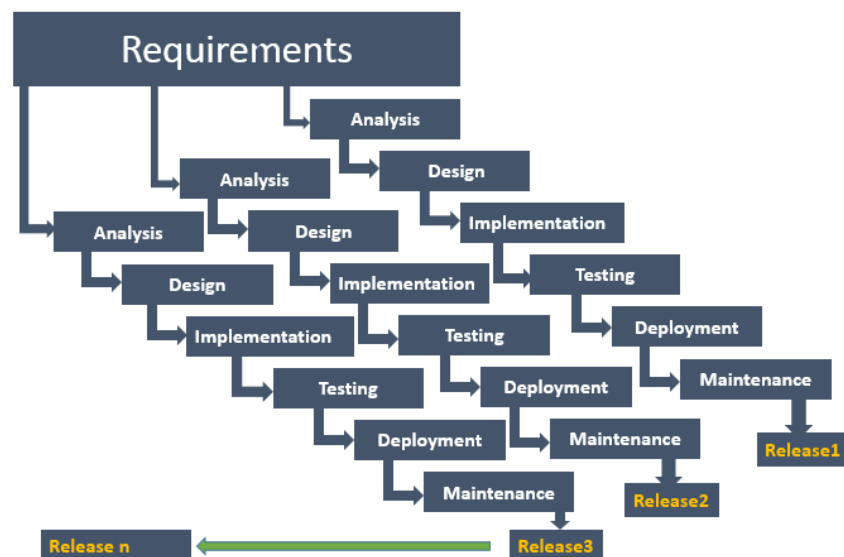 Requirements
Analysis
Design
Implementation
Testing
Deployment
Maintenance
Release1
Analysis
Design
Implementation
Testing
Deployment
Maintenance
Release2
Analysis
Design
Implementation
Testing
Deployment
Maintenance
Release3
Release n